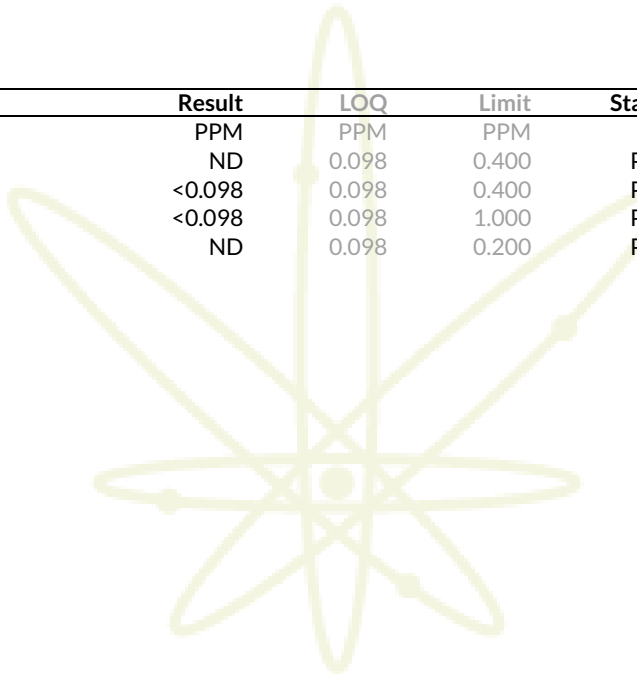 Result LOQ Limit Sta
PPM PPM PPM
ND 0.098 0.400 P
<0.098 0.098 0.400 P
<0.098 0.098 1.000 P
ND 0.098 0.200 P